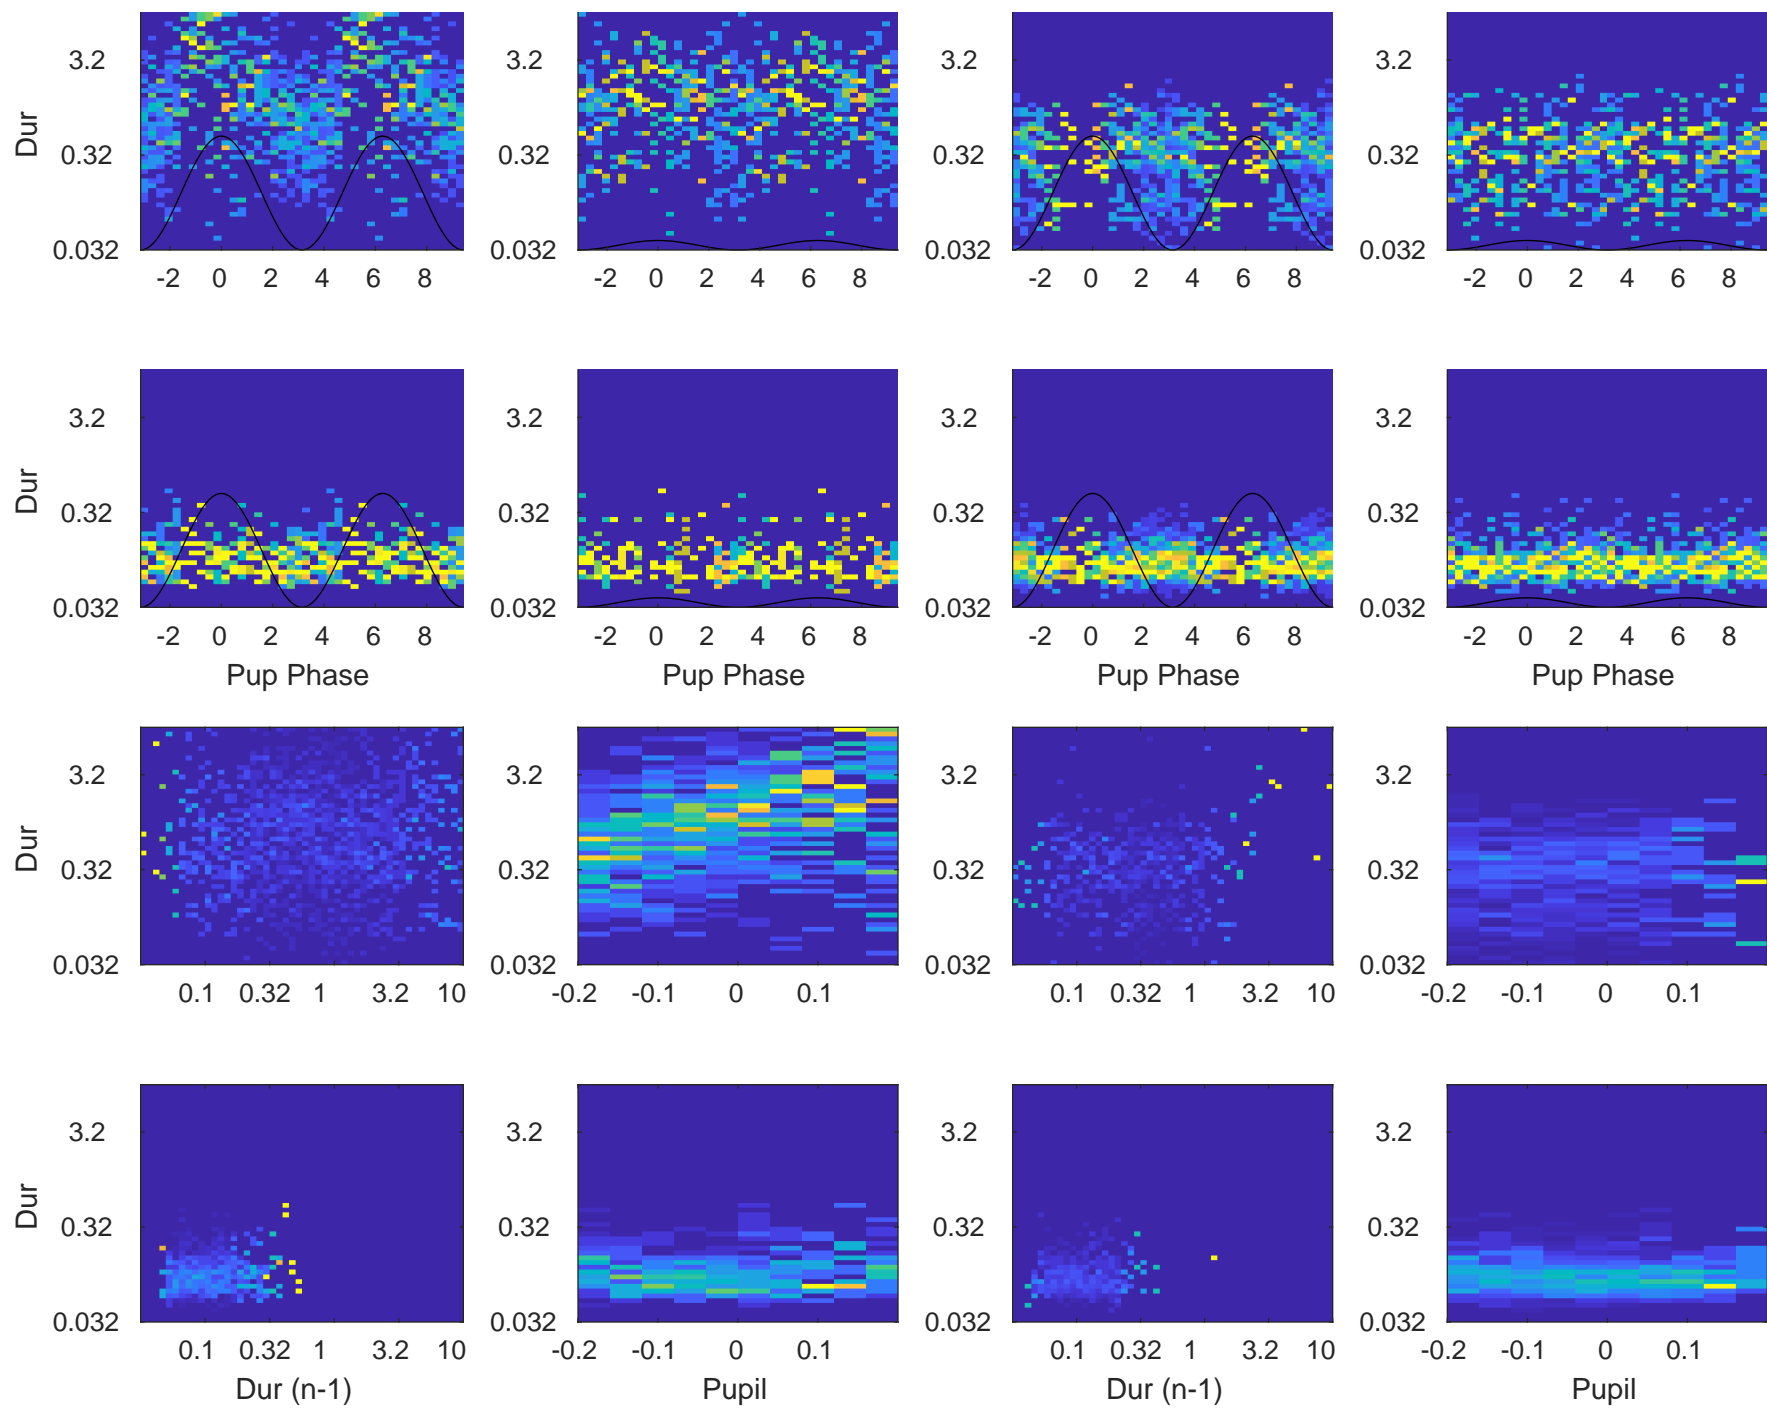 3.2 3.2 3.2 3.2
Dur
0.32 0.32 0.32 0.32
0.032 0.032 0.032 0.032
-2 0 2 4 6 8 -2 0 2 4 6 8 -2 0 2 4 6 8 -2 0 2 4 6 8
3.2 3.2 3.2 3.2
Dur
0.32 0.32 0.32 0.32
0.032 0.032 0.032 0.032
-2 0 2 4 6 8 -2 0 2 4 6 8 -2 0 2 4 6 8 -2 0 2 4 6 8
Pup Phase Pup Phase Pup Phase Pup Phase
3.2 3.2 3.2 3.2
Dur
0.32 0.32 0.32 0.32
0.032 0.032 0.032 0.032
0.1 0.32 1 3.2 10 -0.2 -0.1 0 0.1 0.1 0.32 1 3.2 10 -0.2 -0.1 0 0.1
3.2 3.2 3.2 3.2
Dur
0.32 0.32 0.32 0.32
0.032 0.032 0.032 0.032
0.1 0.32 1 3.2 10 -0.2 -0.1 0 0.1 0.1 0.32 1 3.2 10 -0.2 -0.1 0 0.1
Dur (n-1) Pupil Dur (n-1) Pupil